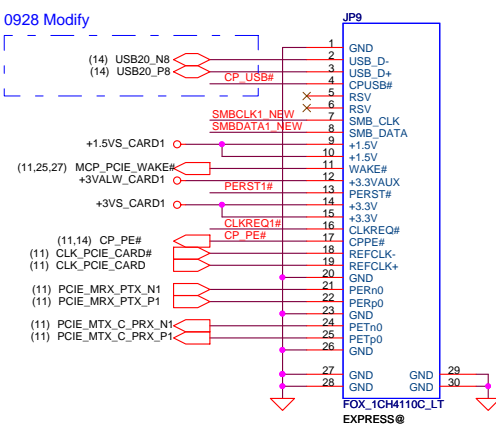 0928 Modify
JP9
1 GND
(14) USB20_N8 2 USB_D-
(14) USB20_P8 3 USB_D+
CP_USB# 4 CPUSB#
5 RSV
6 RSV
SMBCLK1_NEW 7 SMB_CLK
SMBDATA1_NEW 8 SMB_DATA
+1.5VS_CARD1 9 +1.5V
10 +1.5V
(11,25,27) MCP_PCIE_WAKE# 11 WAKE#
+3VALW_CARD1 12 +3.3VAUX
PERST1# 13 PERST#
+3VS_CARD1 14 +3.3V
15 +3.3V
CLKREQ1# 16 CLKREQ#
(11,14) CP_PE# CP_PE# 17 CPPE#
(11) CLK_PCIE_CARD# 18 REFCLK-
(11) CLK_PCIE_CARD 19 REFCLK+
20 GND
(11) PCIE_MRX_PTX_N1 21 PERn0
(11) PCIE_MRX_PTX_P1 22 PERp0
23 GND
(11) PCIE_MTX_C_PRX_N1 24 PETn0
(11) PCIE_MTX_C_PRX_P1 25 PETp0
26 GND
27 GND GND 29
28 GND GND 30
FOX_1CH4110C_LT
EXPRESS@